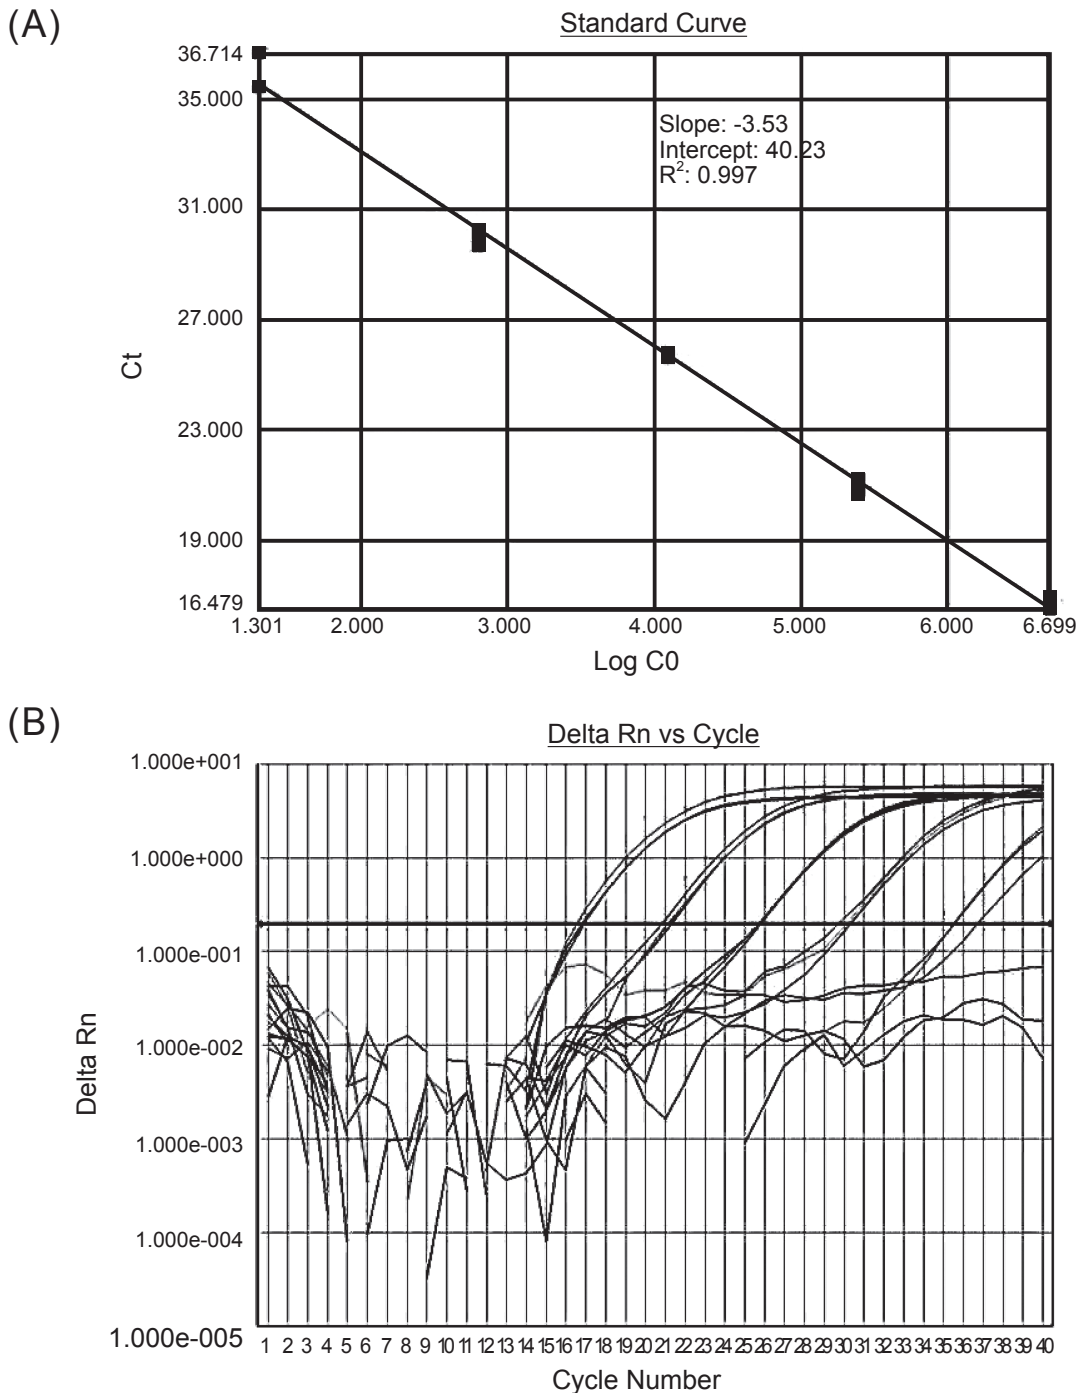 (A)
Standard Curve
36.714
35.000
31.000
27.000
23.000
19.000
16.479
Ct
Slope: -3.53
Intercept: 40.23
R²: 0.997
1.301 2.000 3.000 4.000 5.000 6.000 6.699
Log C0
(B)
Delta Rn vs Cycle
1.000e+001
1.000e+000
1.000e-001
1.000e-002
1.000e-003
1.000e-004
1.000e-005
Delta Rn
1 2 3 4 5 6 7 8 9 10 11 12 13 14 15 16 17 18 19 20 21 22 23 24 25 26 27 28 29 30 31 32 33 34 35 36 37 38 39 40
Cycle Number